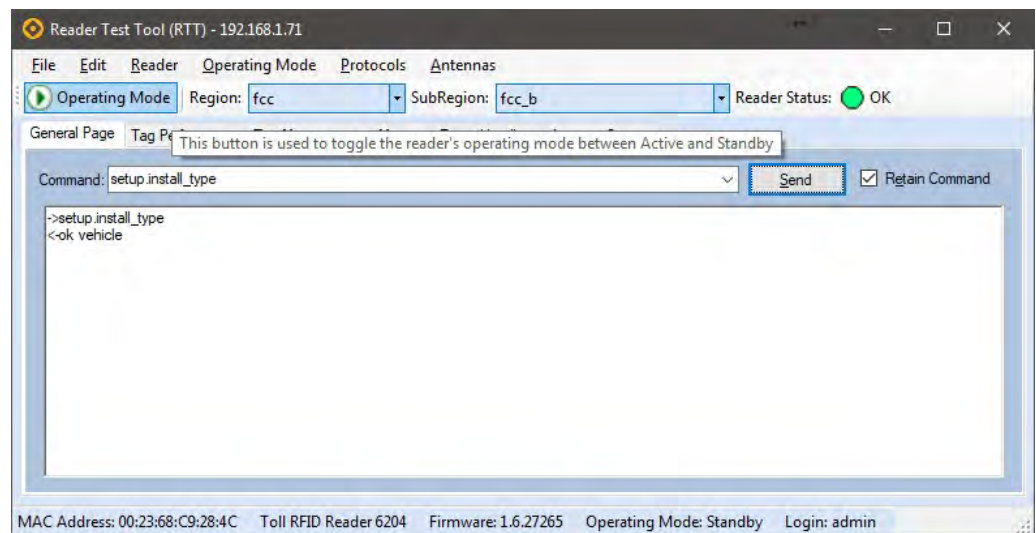 Reader Test Tool (RTT) - 192.168.1.71
File Edit Reader Operating Mode Protocols Antennas
Operating Mode Region: fcc SubRegion: fcc_b Reader Status: OK
General Page Tag
This button is used to toggle the reader's operating mode between Active and Standby
Command: setup.install_type Send Retain Command
->setup.install_type
<-ok vehicle
MAC Address: 00:23:68:C9:28:4C Toll RFID Reader 6204 Firmware: 1.6.27265 Operating Mode: Standby Login: admin